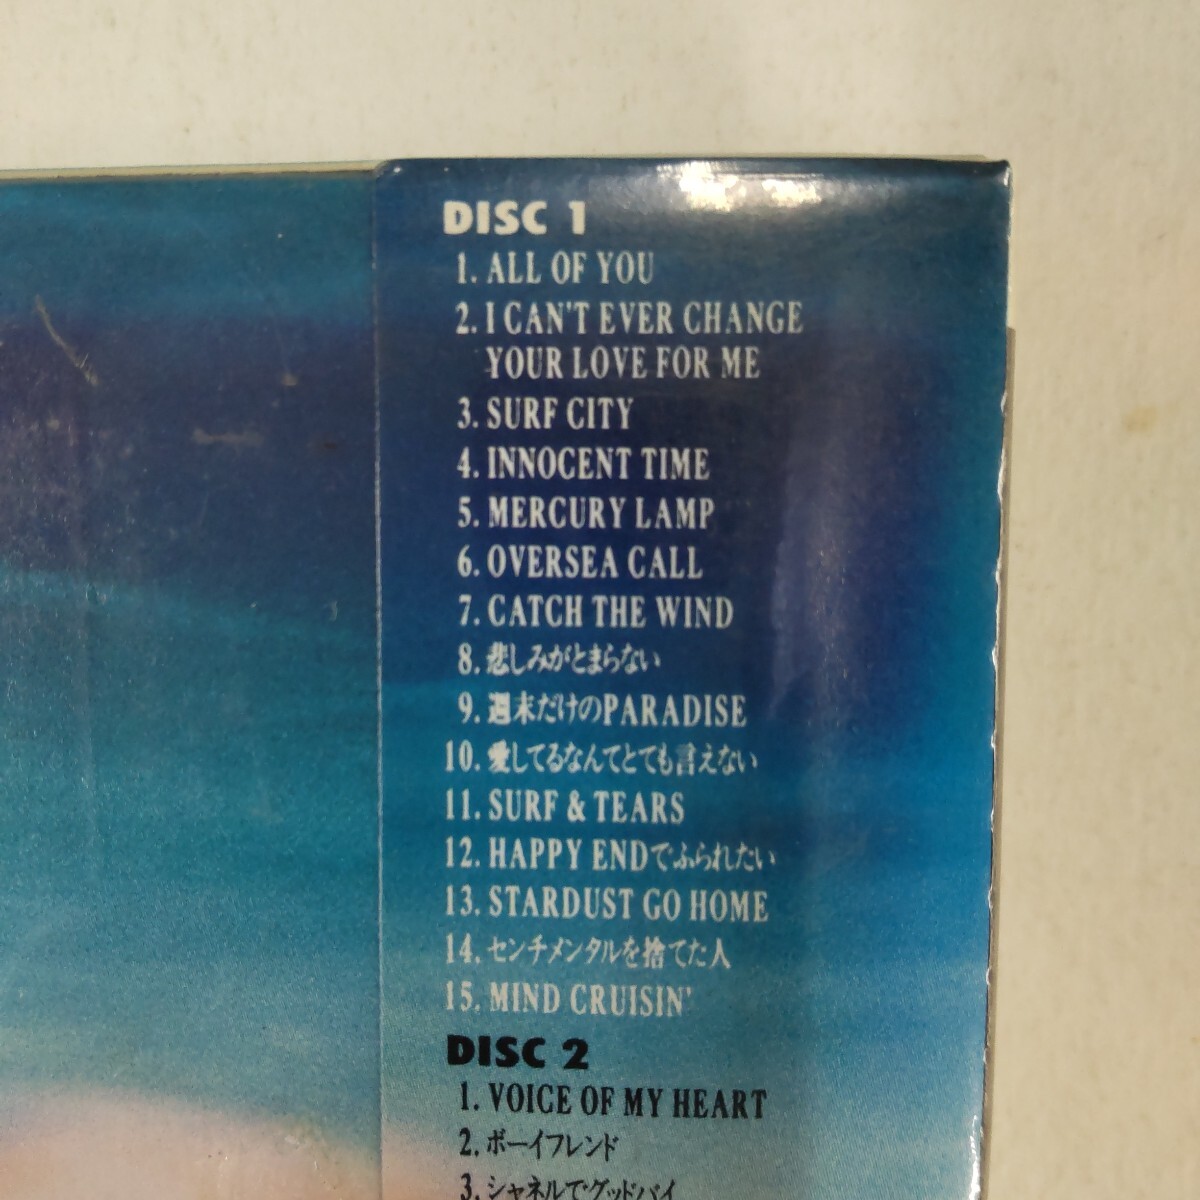 DISC 1
1. ALL OF YOU
2. I CAN'T EVER CHANGE
YOUR LOVE FOR ME
3. SURF CITY
4. INNOCENT TIME
5. MERCURY LAMP
6. OVERSEA CALL
7. CATCH THE WIND
8. 悲しみがとまらない
9. 週末だけのPARADISE
10. 愛してるなんてとても言えない
11. SURF & TEARS
12. HAPPY ENDでふられたい
13. STARDUST GO HOME
14. センチメンタルを捨てた人
15. MIND CRUISIN'
DISC 2
1. VOICE OF MY HEART
2. ボーイフレンド
3. シャネルでグッドバイ